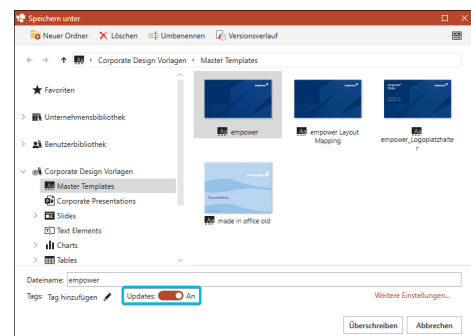 Speichern unter
Neuer Ordner Löschen Umbenennen Versionsverlauf
Corporate Design Vorlagen Master Templates
Favoriten
Unternehmensbibliothek
Benutzerbibliothek
Corporate Design Vorlagen
Master Templates
Corporate Presentations
Slides
Text Elements
Charts
Tables
empower
empower Layout
Mapping
empower_Logoplatzhalte
r
made in office old
Dateiname: empower
Tags: Tag hinzufügen Updates: An
Weitere Einstellungen...
Überschreiben Abbrechen